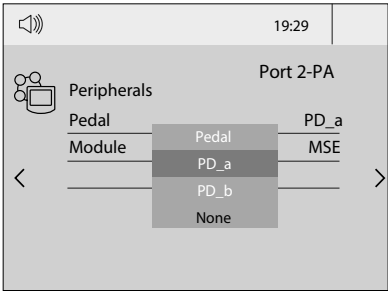 19:29
Port 2-PA
Peripherals
Pedal PD_a
Module MSE
Pedal
PD_a
PD_b
None